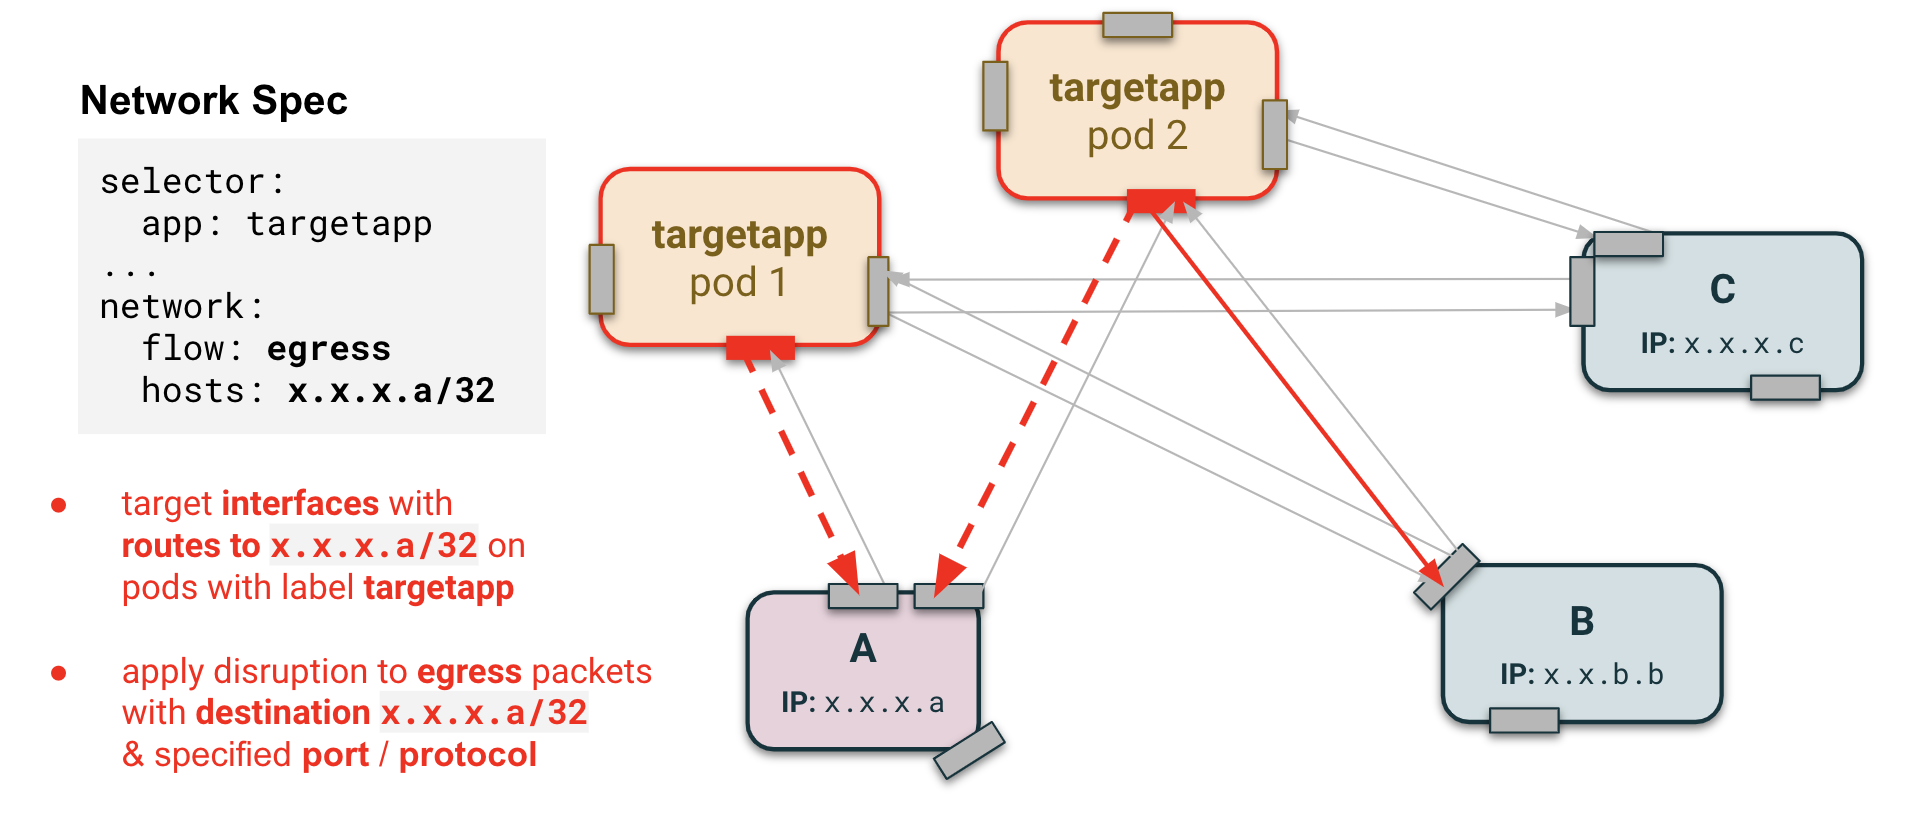 Network Spec
selector:
  app: targetapp
...
network:
  flow: egress
  hosts: x.x.x.a/32
● target interfaces with
routes to x.x.x.a/32 on
pods with label targetapp
● apply disruption to egress packets
with destination x.x.x.a/32
& specified port / protocol
targetapp
pod 1
targetapp
pod 2
C
IP: x.x.x.c
A
IP: x.x.x.a
B
IP: x.x.b.b